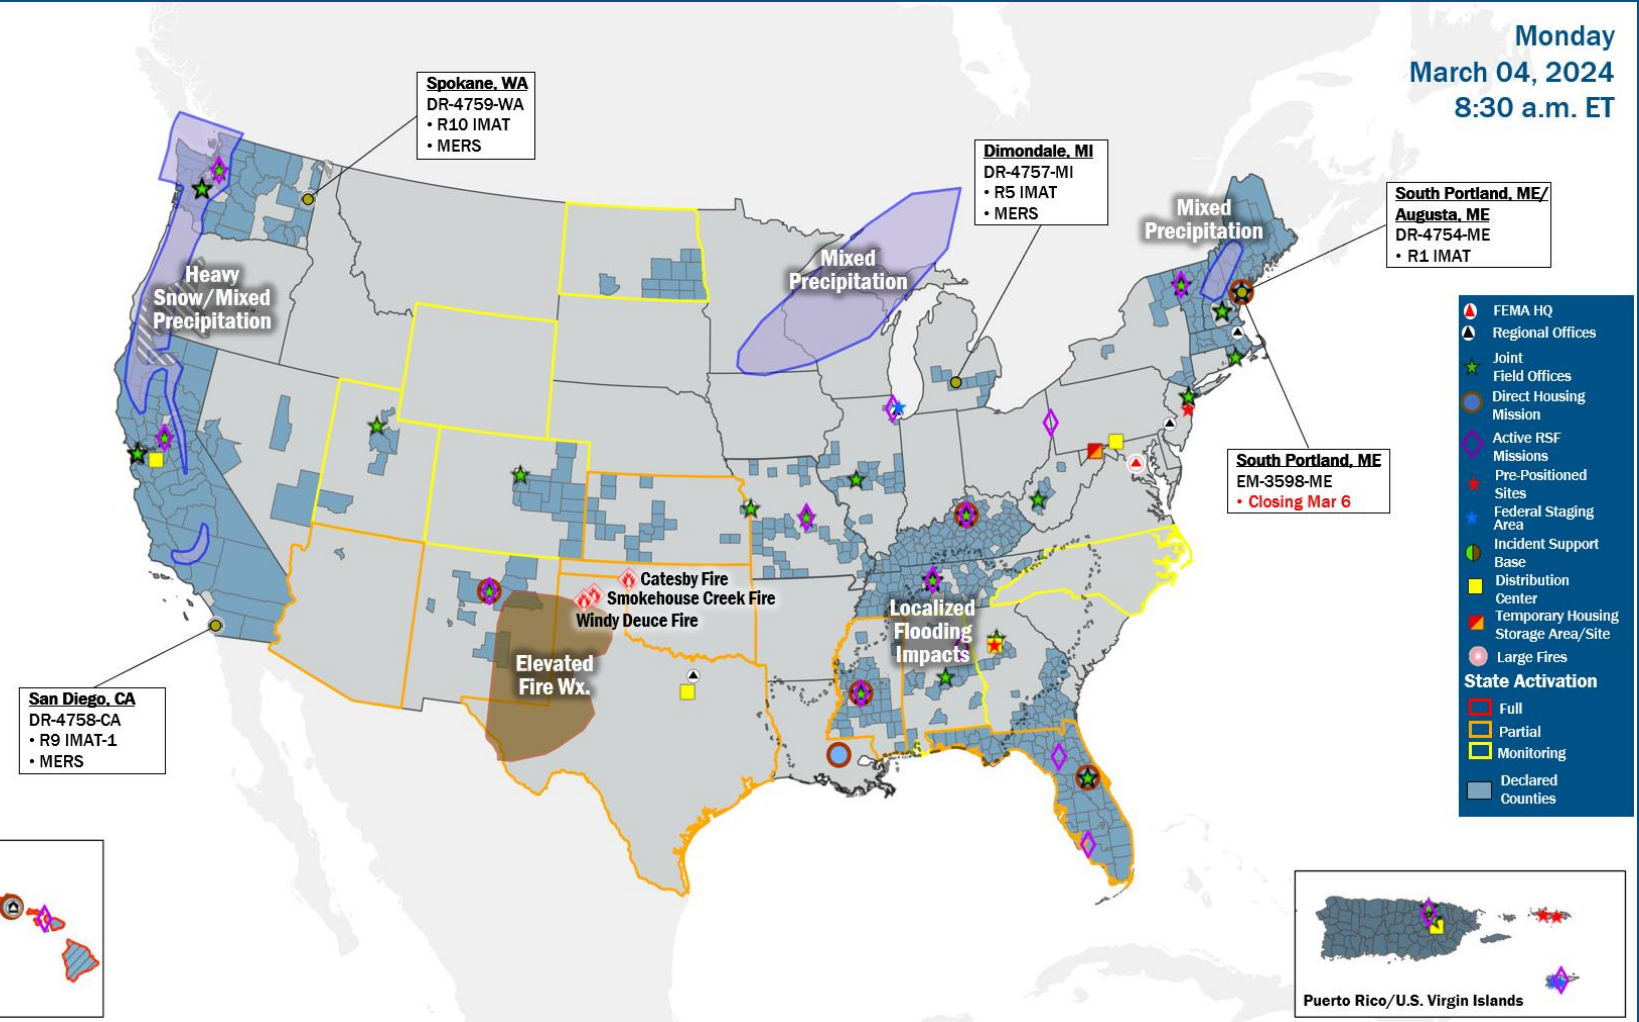 Monday
March 04, 2024
8:30 a.m. ET
Spokane, WA
DR-4759-WA
• R10 IMAT
• MERS
Dimondale, MI
DR-4757-MI
• R5 IMAT
• MERS
South Portland, ME/
Augusta, ME
DR-4754-ME
• R1 IMAT
Mixed
Precipitation
Mixed
Precipitation
Heavy
Snow/Mixed
Precipitation
South Portland, ME
EM-3598-ME
• Closing Mar 6
Catesby Fire
Smokehouse Creek Fire
Windy Deuce Fire
Localized
Flooding
Impacts
Elevated
Fire Wx.
San Diego, CA
DR-4758-CA
• R9 IMAT-1
• MERS
FEMA HQ
Regional Offices
Joint
Field Offices
Direct Housing
Mission
Active RSF
Missions
Pre-Positioned
Sites
Federal Staging
Area
Incident Support
Base
Distribution
Center
Temporary Housing
Storage Area/Site
Large Fires
State Activation
Full
Partial
Monitoring
Declared
Counties
Puerto Rico/U.S. Virgin Islands